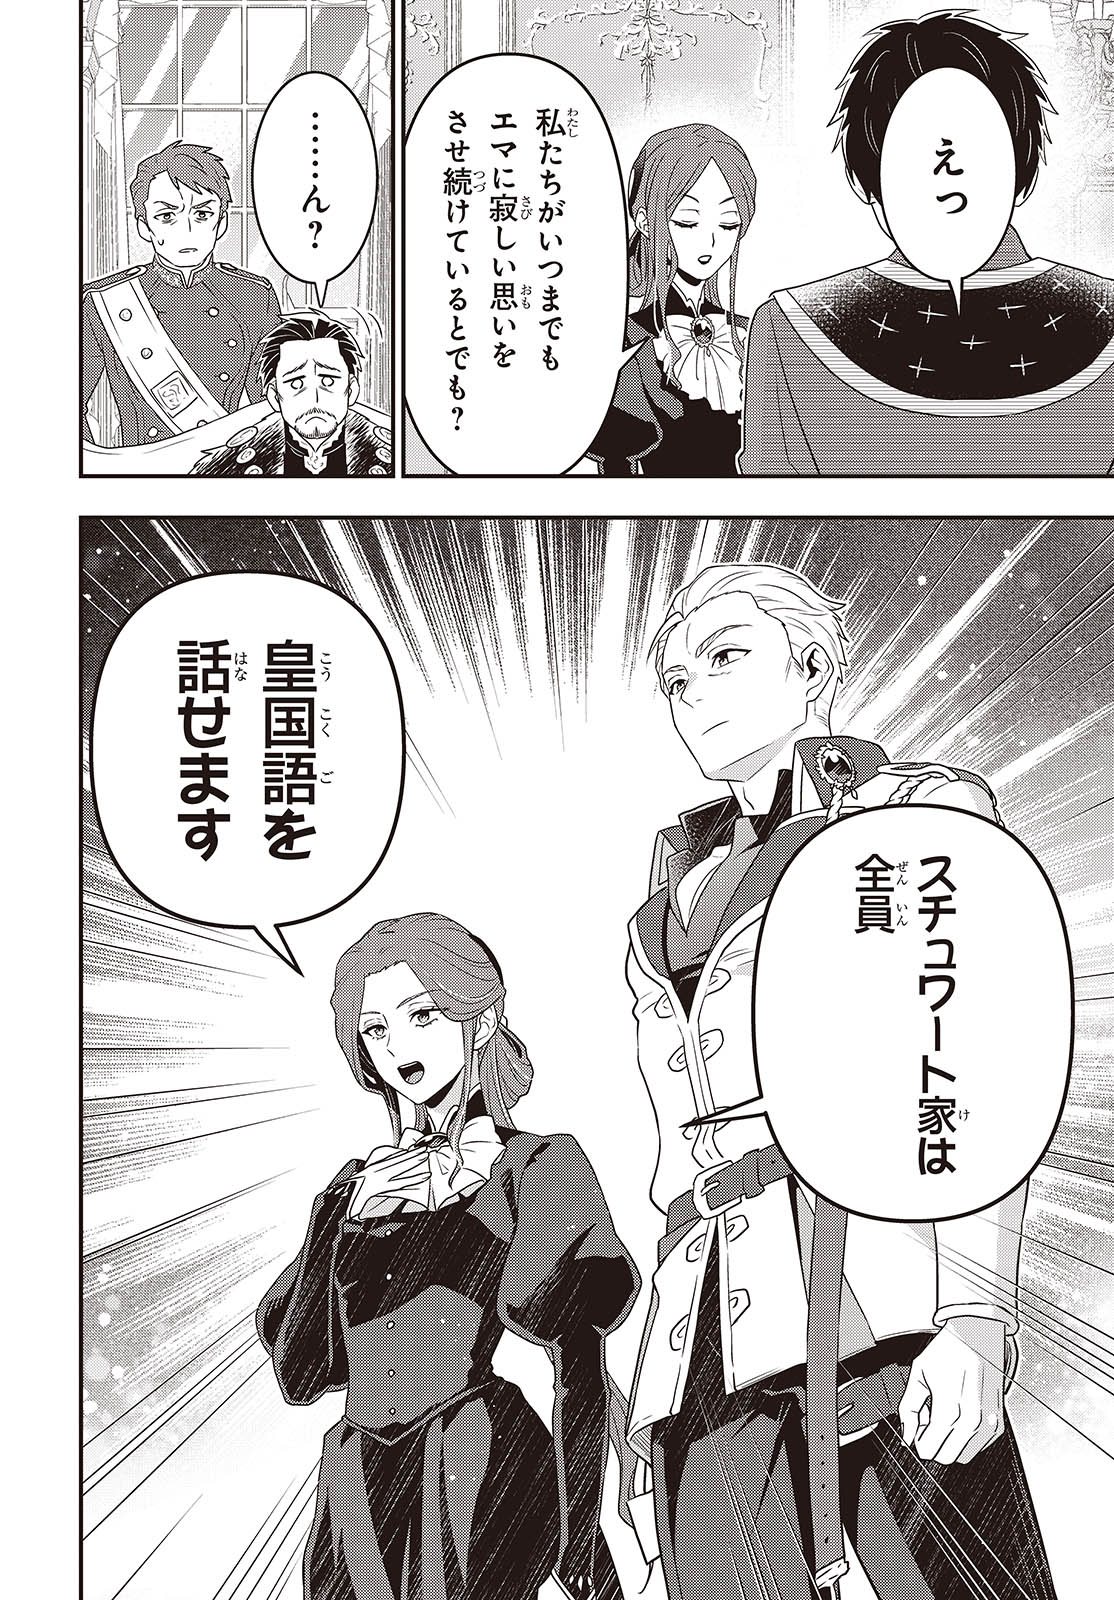 えっ
私たちがいつまでも
エマに寂しい思いを
させ続けているとでも？
……ん？
スチュワート家は
全員
皇国語を
話せます